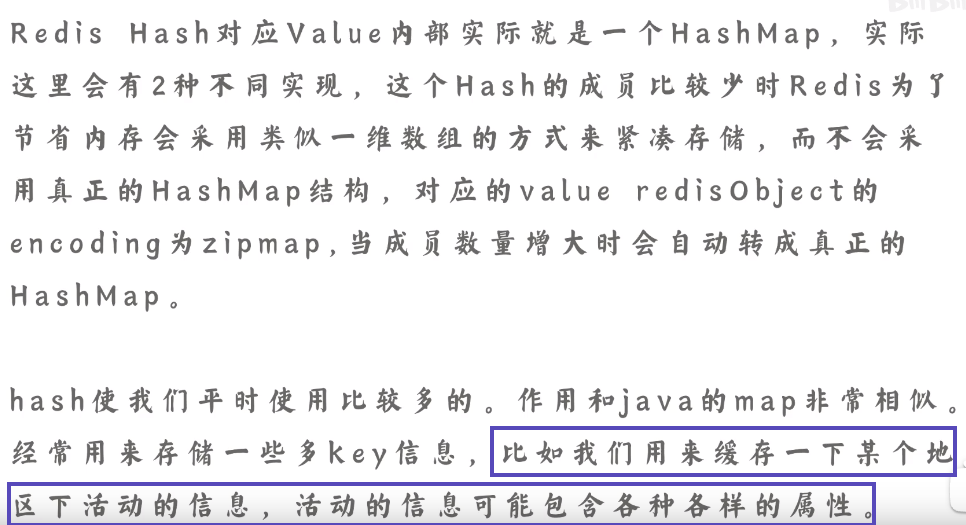 Redis Hash对应Value内部实际就是一个HashMap，实际
这里会有2种不同实现，这个Hash的成员比较少时Redis为了
节省内存会采用类似一维数组的方式来紧凑存储，而不会采
用真正的HashMap结构，对应的value redisObject的
encoding为zipmap,当成员数量增大时会自动转成真正的
HashMap。
hash使我们平时使用比较多的。作用和java的map非常相似。
经常用来存储一些多key信息，比如我们用来缓存一下某个地
区下活动的信息，活动的信息可能包含各种各样的属性。